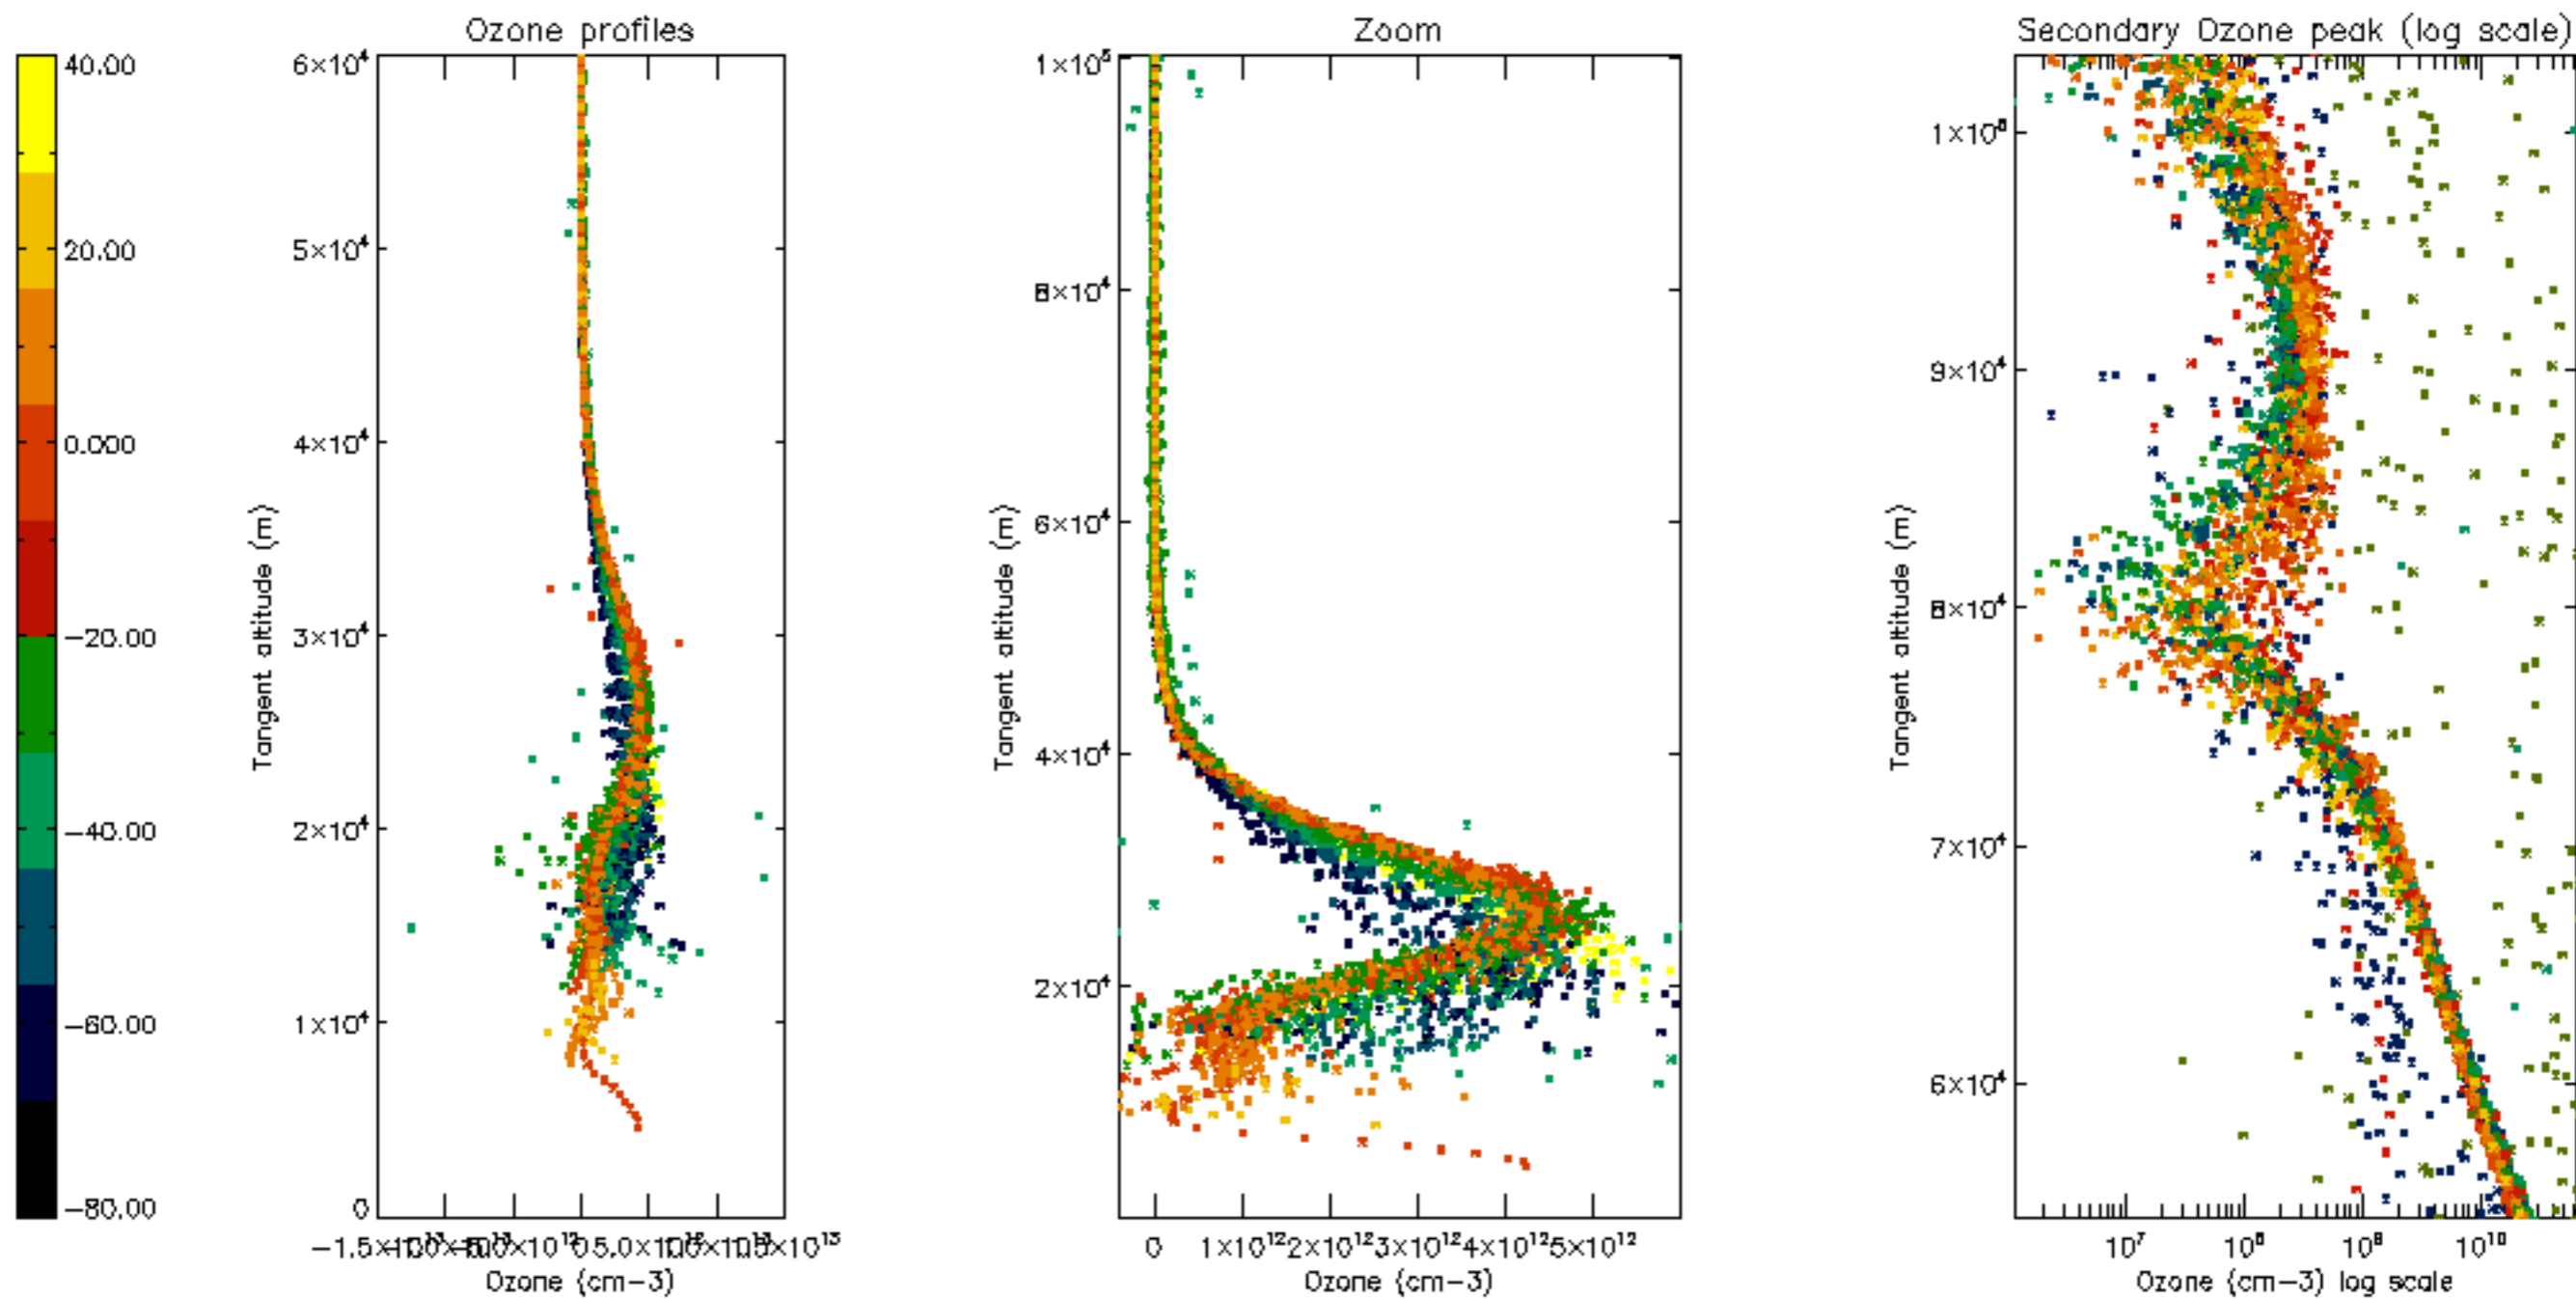 Ozone profiles
Zoom
Secondary Ozone peak (log scale)
40.00
20.00
0.000
−20.00
−40.00
−60.00
−80.00
6×10⁴
5×10⁴
4×10⁴
3×10⁴
2×10⁴
1×10⁴
0
Tangent altitude (m)
Ozone (cm−3)
1×10⁵
8×10⁴
6×10⁴
4×10⁴
2×10⁴
Tangent altitude (m)
0 1×10¹² 2×10¹² 3×10¹² 4×10¹² 5×10¹²
Ozone (cm−3)
9×10⁴
8×10⁴
7×10⁴
6×10⁴
Tangent altitude (m)
10⁷ 10⁸ 10⁹ 10¹⁰
Ozone (cm−3) log scale